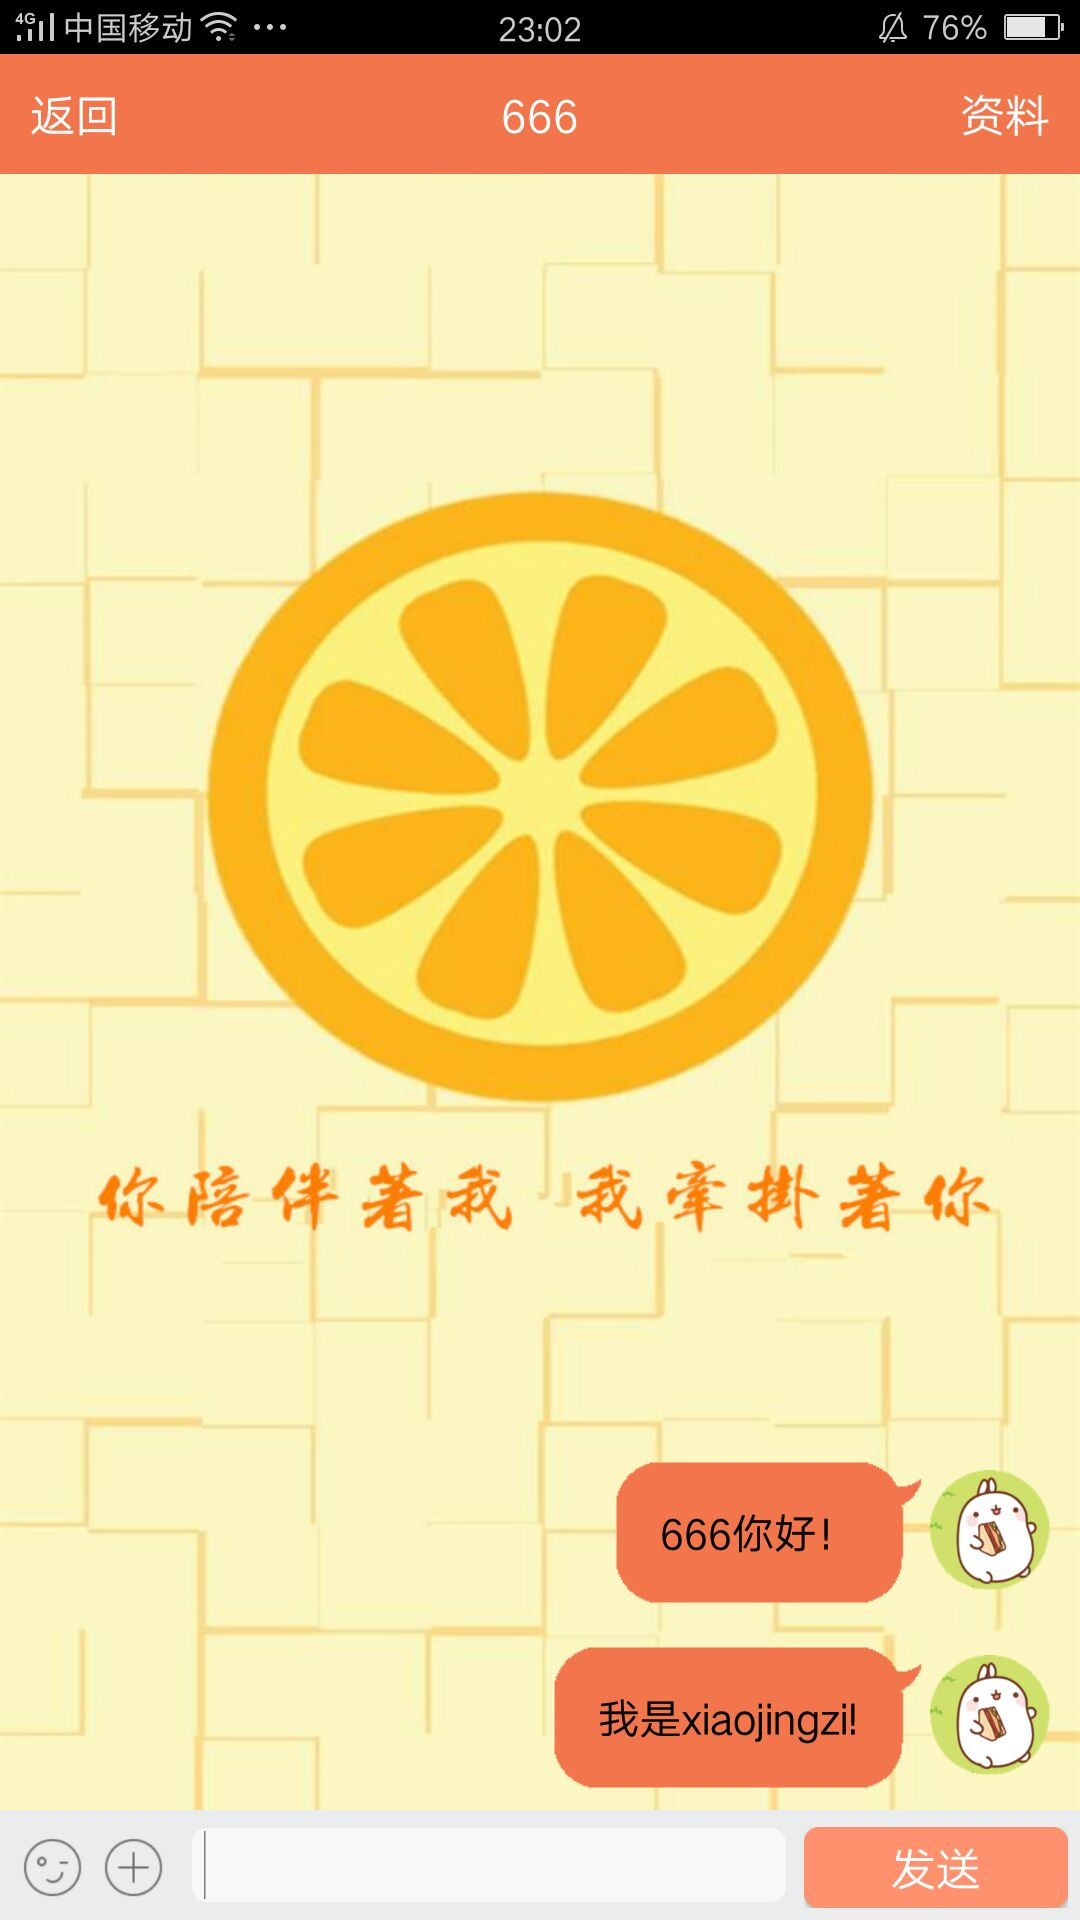 4G 中国移动 ... 23:02 76%
返回 666 资料
你陪伴著我 我牵掛著你
666你好!
我是xiaojingzi!
发送